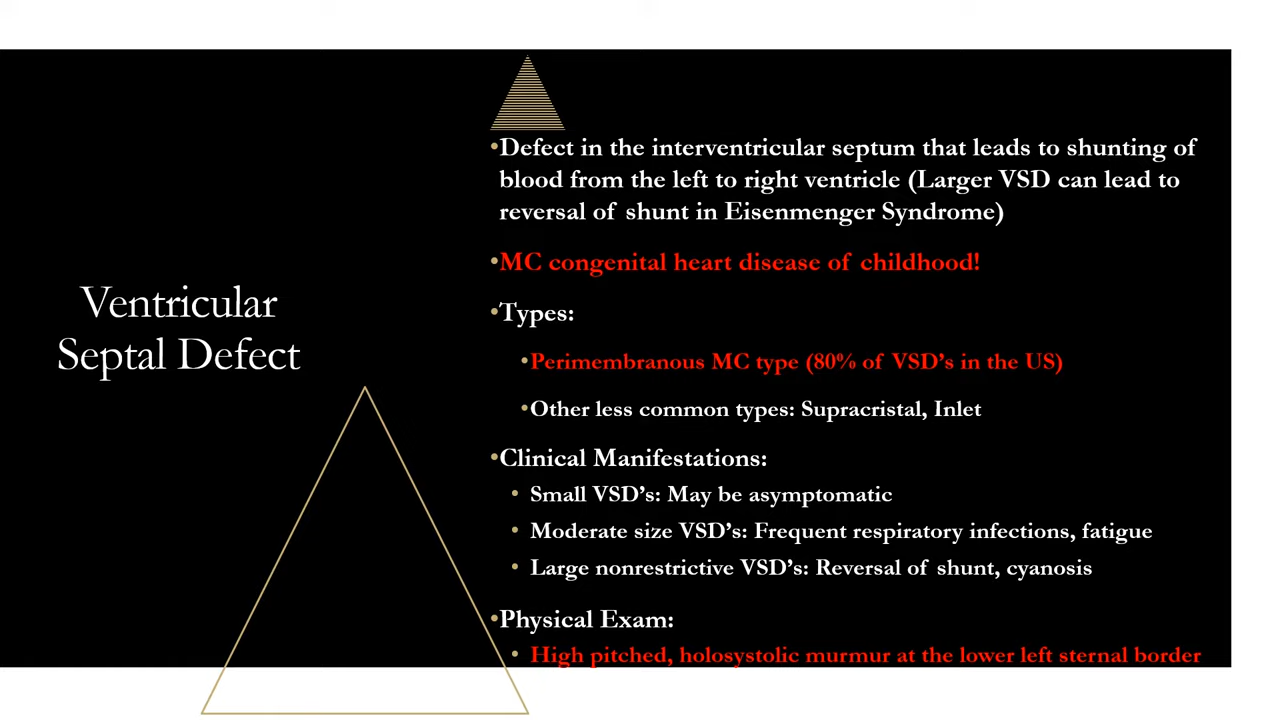 Ventricular
Septal Defect
•Defect in the interventricular septum that leads to shunting of
blood from the left to right ventricle (Larger VSD can lead to
reversal of shunt in Eisenmenger Syndrome)
•MC congenital heart disease of childhood!
•Types:
•Perimembranous MC type (80% of VSD's in the US)
•Other less common types: Supracristal, Inlet
•Clinical Manifestations:
• Small VSD's: May be asymptomatic
• Moderate size VSD's: Frequent respiratory infections, fatigue
• Large nonrestrictive VSD's: Reversal of shunt, cyanosis
•Physical Exam:
• High pitched, holosystolic murmur at the lower left sternal border